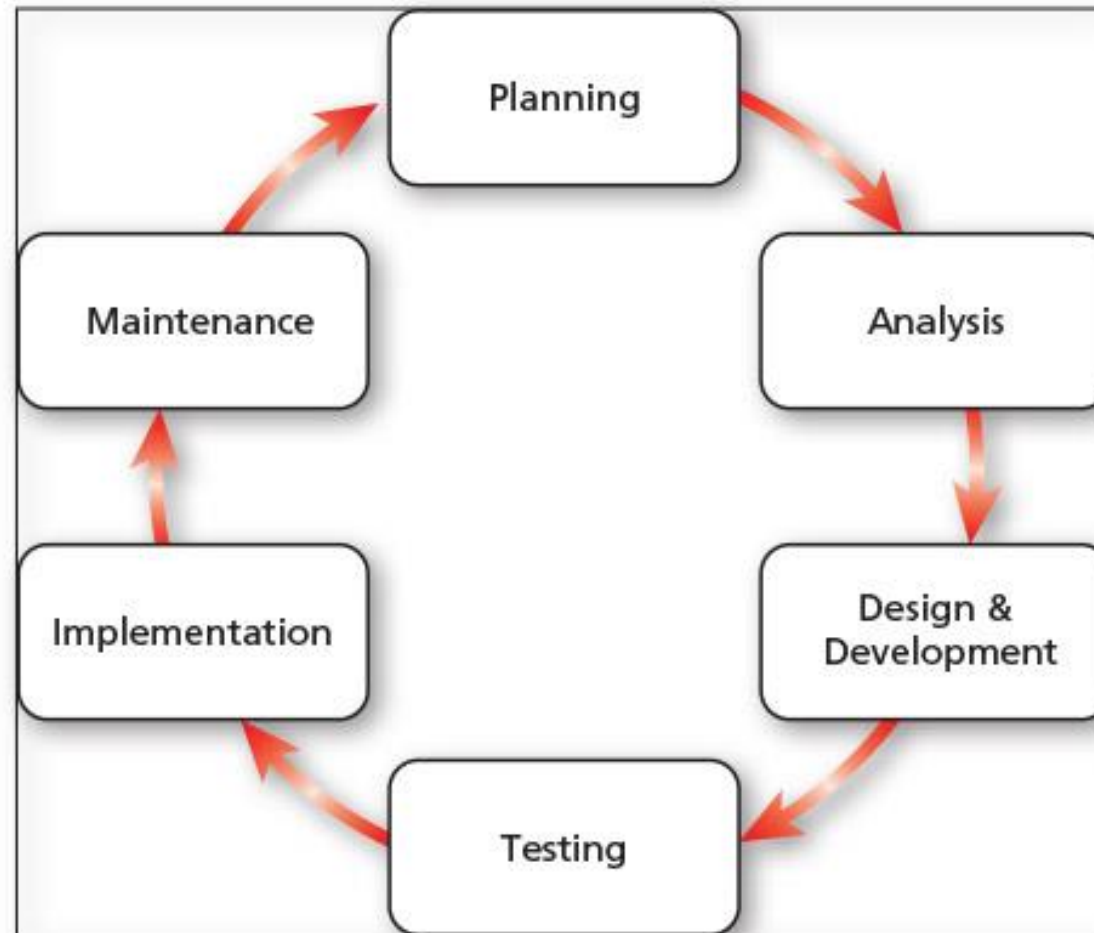 Planning
Analysis
Design &
Development
Testing
Implementation
Maintenance